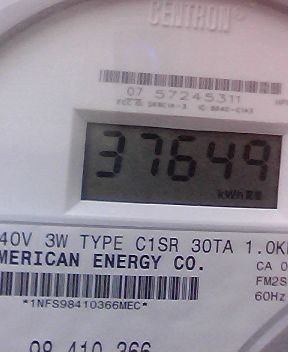 CENTRON
07 57245311
37649
kWh
40V 3W TYPE C1SR 30TA 1.0K
MERICAN ENERGY CO.
CA 0
FM2S
*1NFS98410366MEC*
60Hz
98 410 366